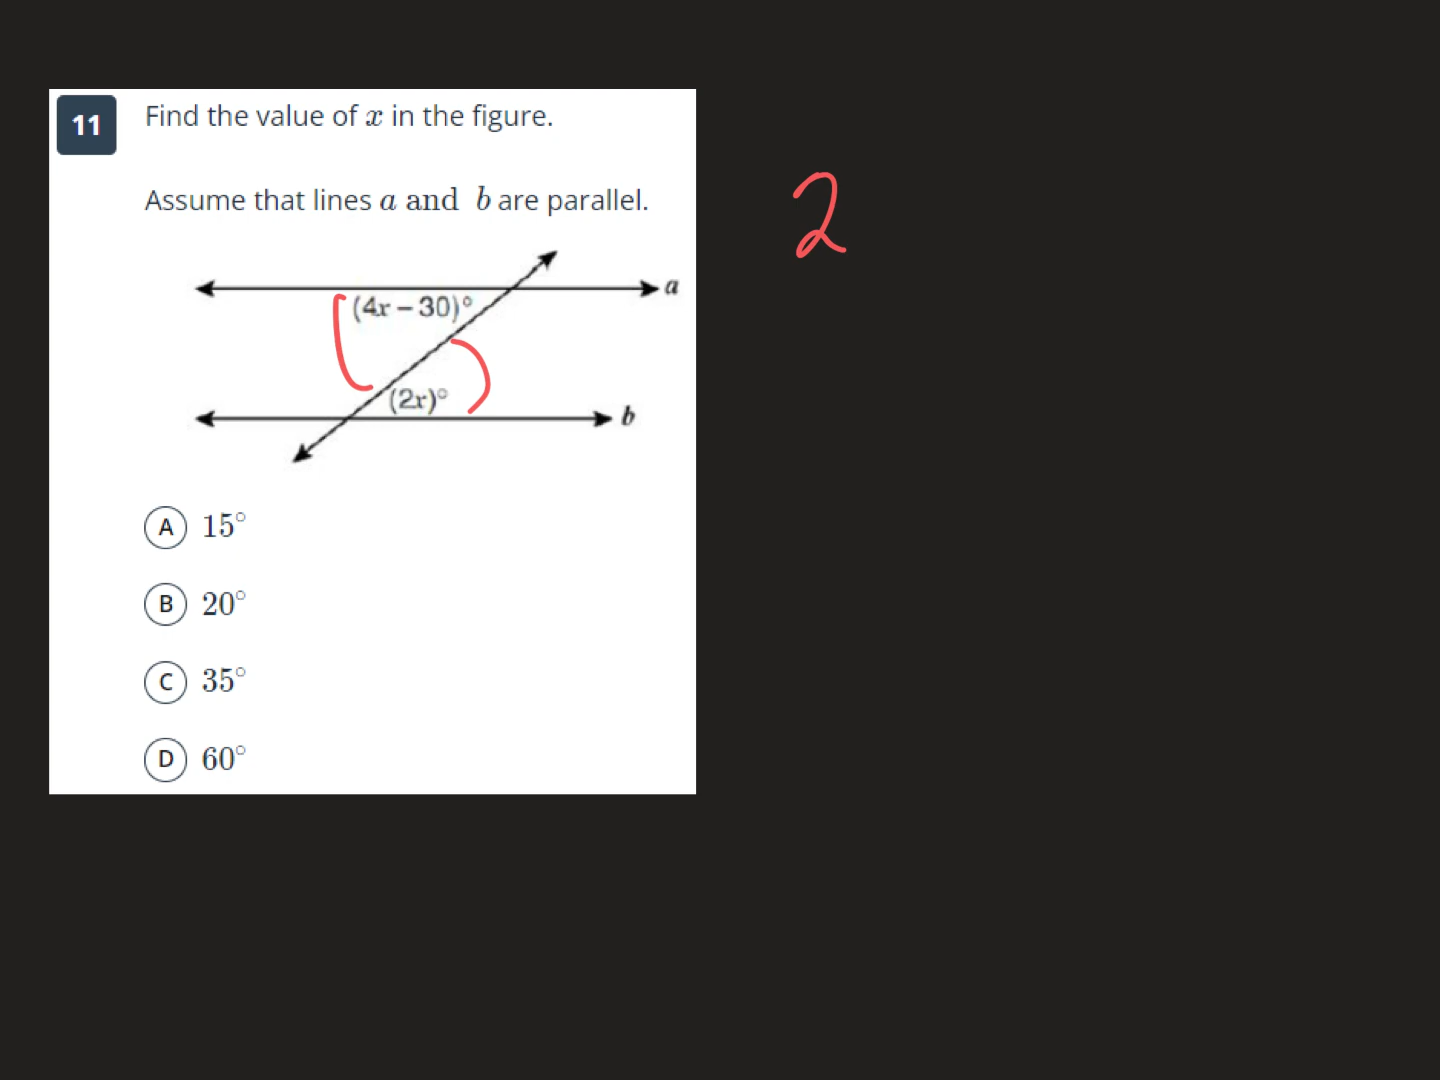 11 Find the value of x in the figure.
2
Assume that lines a and b are parallel.
a
(4x – 30)°
(2x)°
b
A 15°
B 20°
C 35°
D 60°